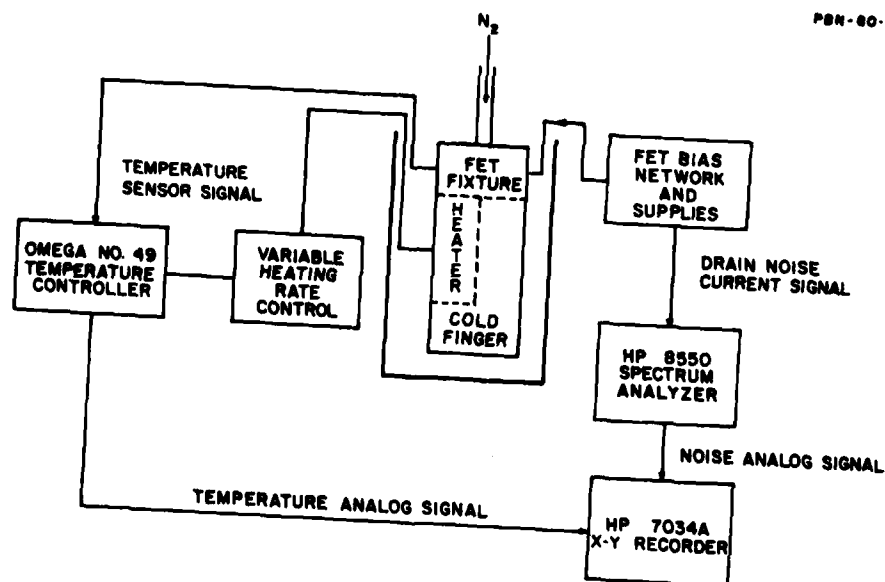 PBN-80-
N₂
TEMPERATURE
SENSOR SIGNAL
FET
FIXTURE
FET BIAS
NETWORK
AND
SUPPLIES
OMEGA NO. 49
TEMPERATURE
CONTROLLER
VARIABLE
HEATING
RATE
CONTROL
HEATER
COLD
FINGER
DRAIN NOISE
CURRENT SIGNAL
HP 8550
SPECTRUM
ANALYZER
NOISE ANALOG SIGNAL
TEMPERATURE ANALOG SIGNAL
HP 7034A
X-Y RECORDER